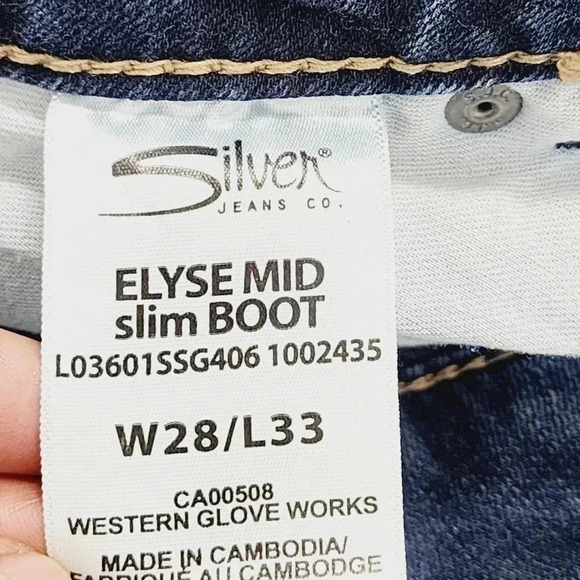 Silver®
JEANS CO.
ELYSE MID
slim BOOT
L03601SSG406 1002435
W28/L33
CA00508
WESTERN GLOVE WORKS
MADE IN CAMBODIA/
FABRIQUÉ AU CAMBODGE